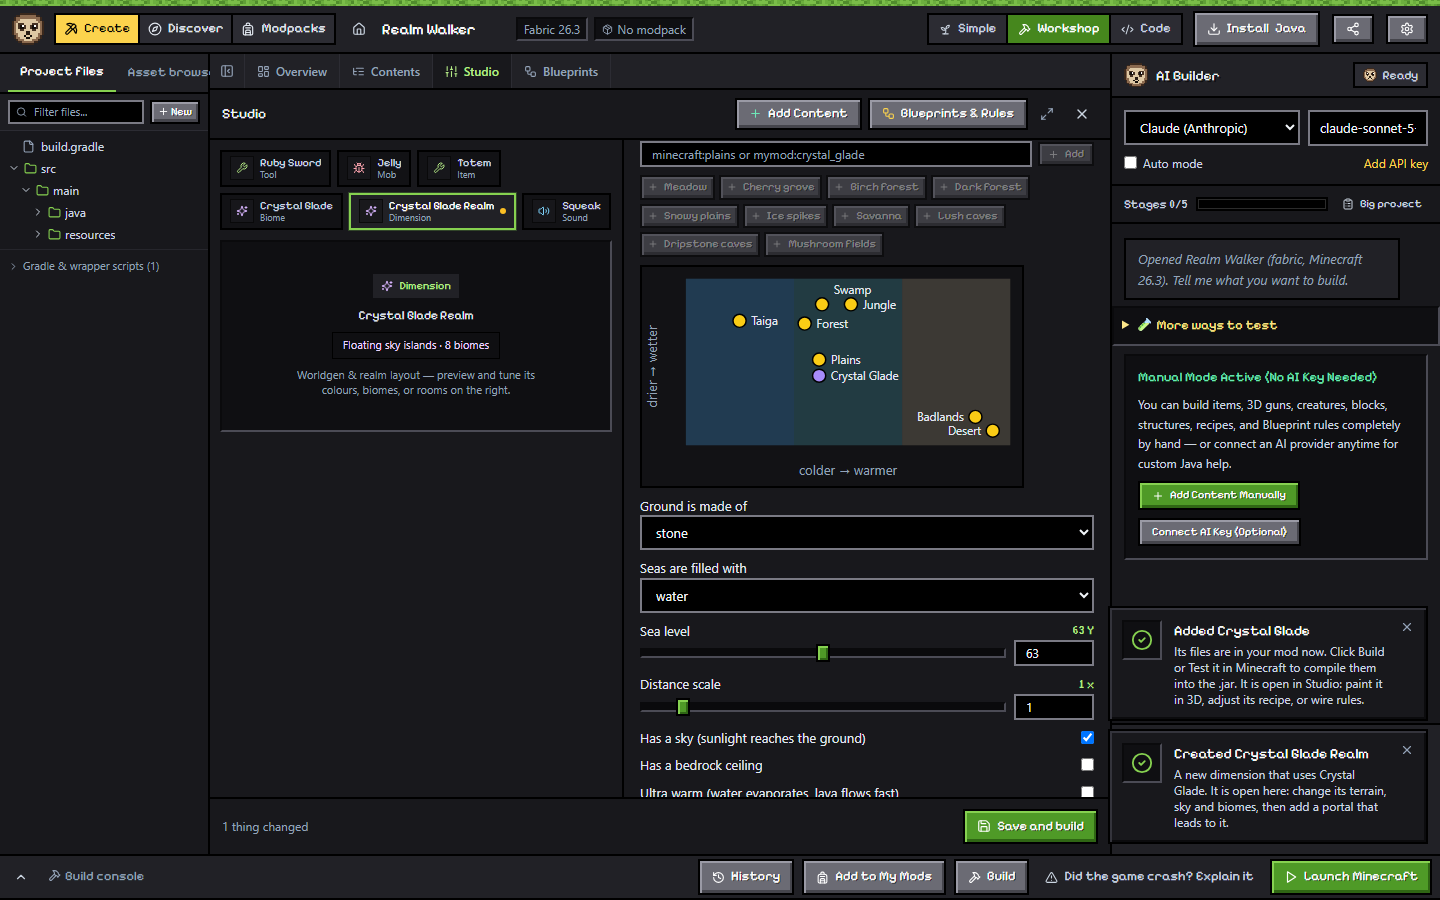 Create
Discover
Modpacks
Realm Walker
Fabric 26.3
No modpack
Simple
Workshop
Code
Install Java
Project Files
Asset brows
Overview
Contents
Studio
Blueprints
AI Builder
Ready
Filter files...
+ New
build.gradle
src
main
java
resources
Gradle & wrapper scripts (1)
Studio
+ Add Content
Blueprints & Rules
Ruby Sword
Tool
Jelly
Mob
Totem
Item
Crystal Glade
Biome
Crystal Glade Realm
Dimension
Squeak
Sound
Dimension
Crystal Glade Realm
Floating sky islands · 8 biomes
Worldgen & realm layout — preview and tune its
colours, biomes, or rooms on the right.
minecraft:plains or mymod:crystal_glade
+ Add
+ Meadow
+ Cherry grove
+ Birch Forest
+ Dark Forest
+ Snowy plains
+ Ice spikes
+ Savanna
+ Lush caves
+ Dripstone caves
+ Mushroom Fields
drier → wetter
Swamp
Jungle
Taiga
Forest
Plains
Crystal Glade
Badlands
Desert
colder → warmer
Ground is made of
stone
Seas are filled with
water
Sea level
63 Y
63
Distance scale
1 x
1
Has a sky (sunlight reaches the ground)
Has a bedrock ceiling
Ultra warm (water evaporates, lava flows fast)
1 thing changed
Save and build
Claude (Anthropic)
claude-sonnet-5-
Auto mode
Add API key
Stages 0/5
Big project
Opened Realm Walker (fabric, Minecraft
26.3). Tell me what you want to build.
More ways to test
Manual Mode Active (No AI Key Needed)
You can build items, 3D guns, creatures, blocks,
structures, recipes, and Blueprint rules completely
by hand — or connect an AI provider anytime for
custom Java help.
+ Add Content Manually
Connect AI Key (Optional)
Added Crystal Glade
Its files are in your mod now. Click Build
or Test it in Minecraft to compile them
into the .jar. It is open in Studio: paint it
in 3D, adjust its recipe, or wire rules.
Created Crystal Glade Realm
A new dimension that uses Crystal
Glade. It is open here: change its terrain,
sky and biomes, then add a portal that
leads to it.
Build console
History
Add to My Mods
Build
Did the game crash? Explain it
Launch Minecraft